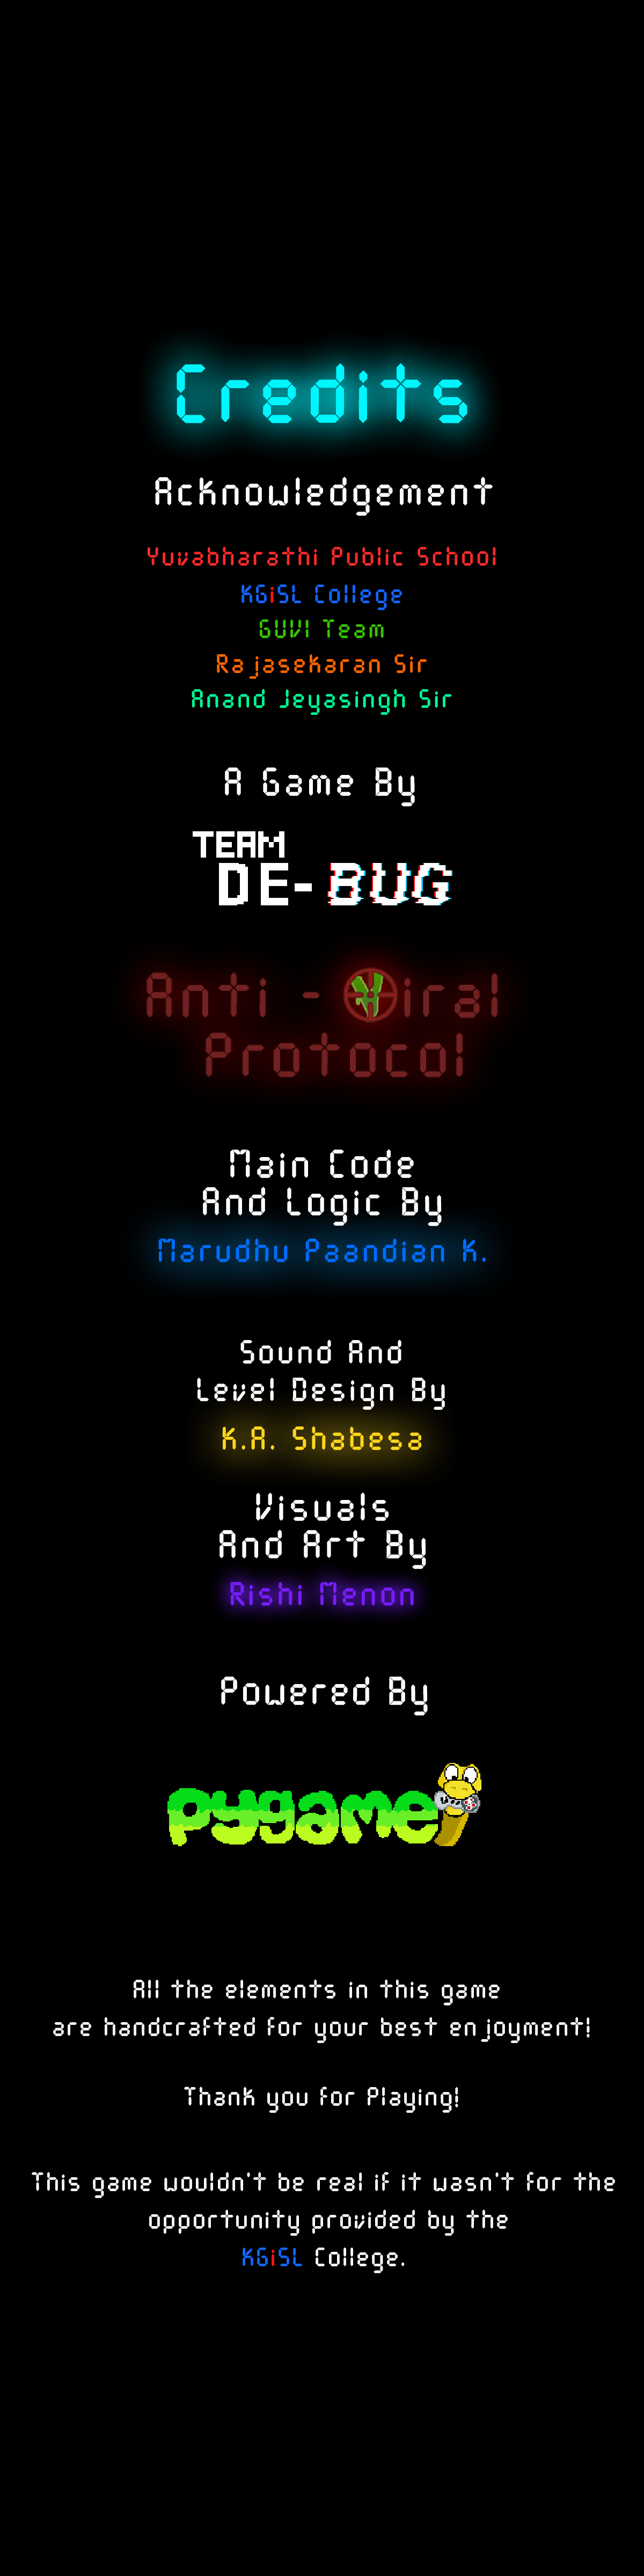 Credits
Acknowledgement
Yuvabharathi Public School
KGiSL College
GUVI Team
Rajasekaran Sir
Anand Jeyasingh Sir
A Game By
TEAM
DE-BUG
Anti - Viral
Protocol
Main Code
And Logic By
Marudhu Paandian K.
Sound And
Level Design By
K.A. Shabesa
Visuals
And Art By
Rishi Menon
Powered By
pygame
All the elements in this game
are handcrafted for your best enjoyment!
Thank you for Playing!
This game wouldn't be real if it wasn't for the
opportunity provided by the
KGiSL College.